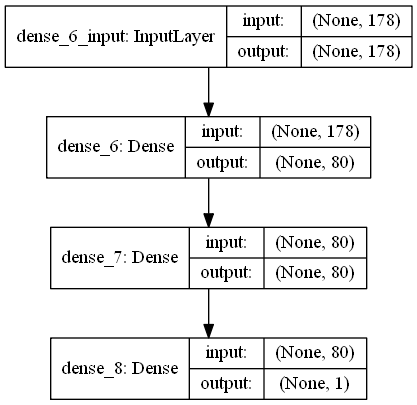 dense_6_input: InputLayer
input: (None, 178)
output: (None, 178)
dense_6: Dense
input: (None, 178)
output: (None, 80)
dense_7: Dense
input: (None, 80)
output: (None, 80)
dense_8: Dense
input: (None, 80)
output: (None, 1)